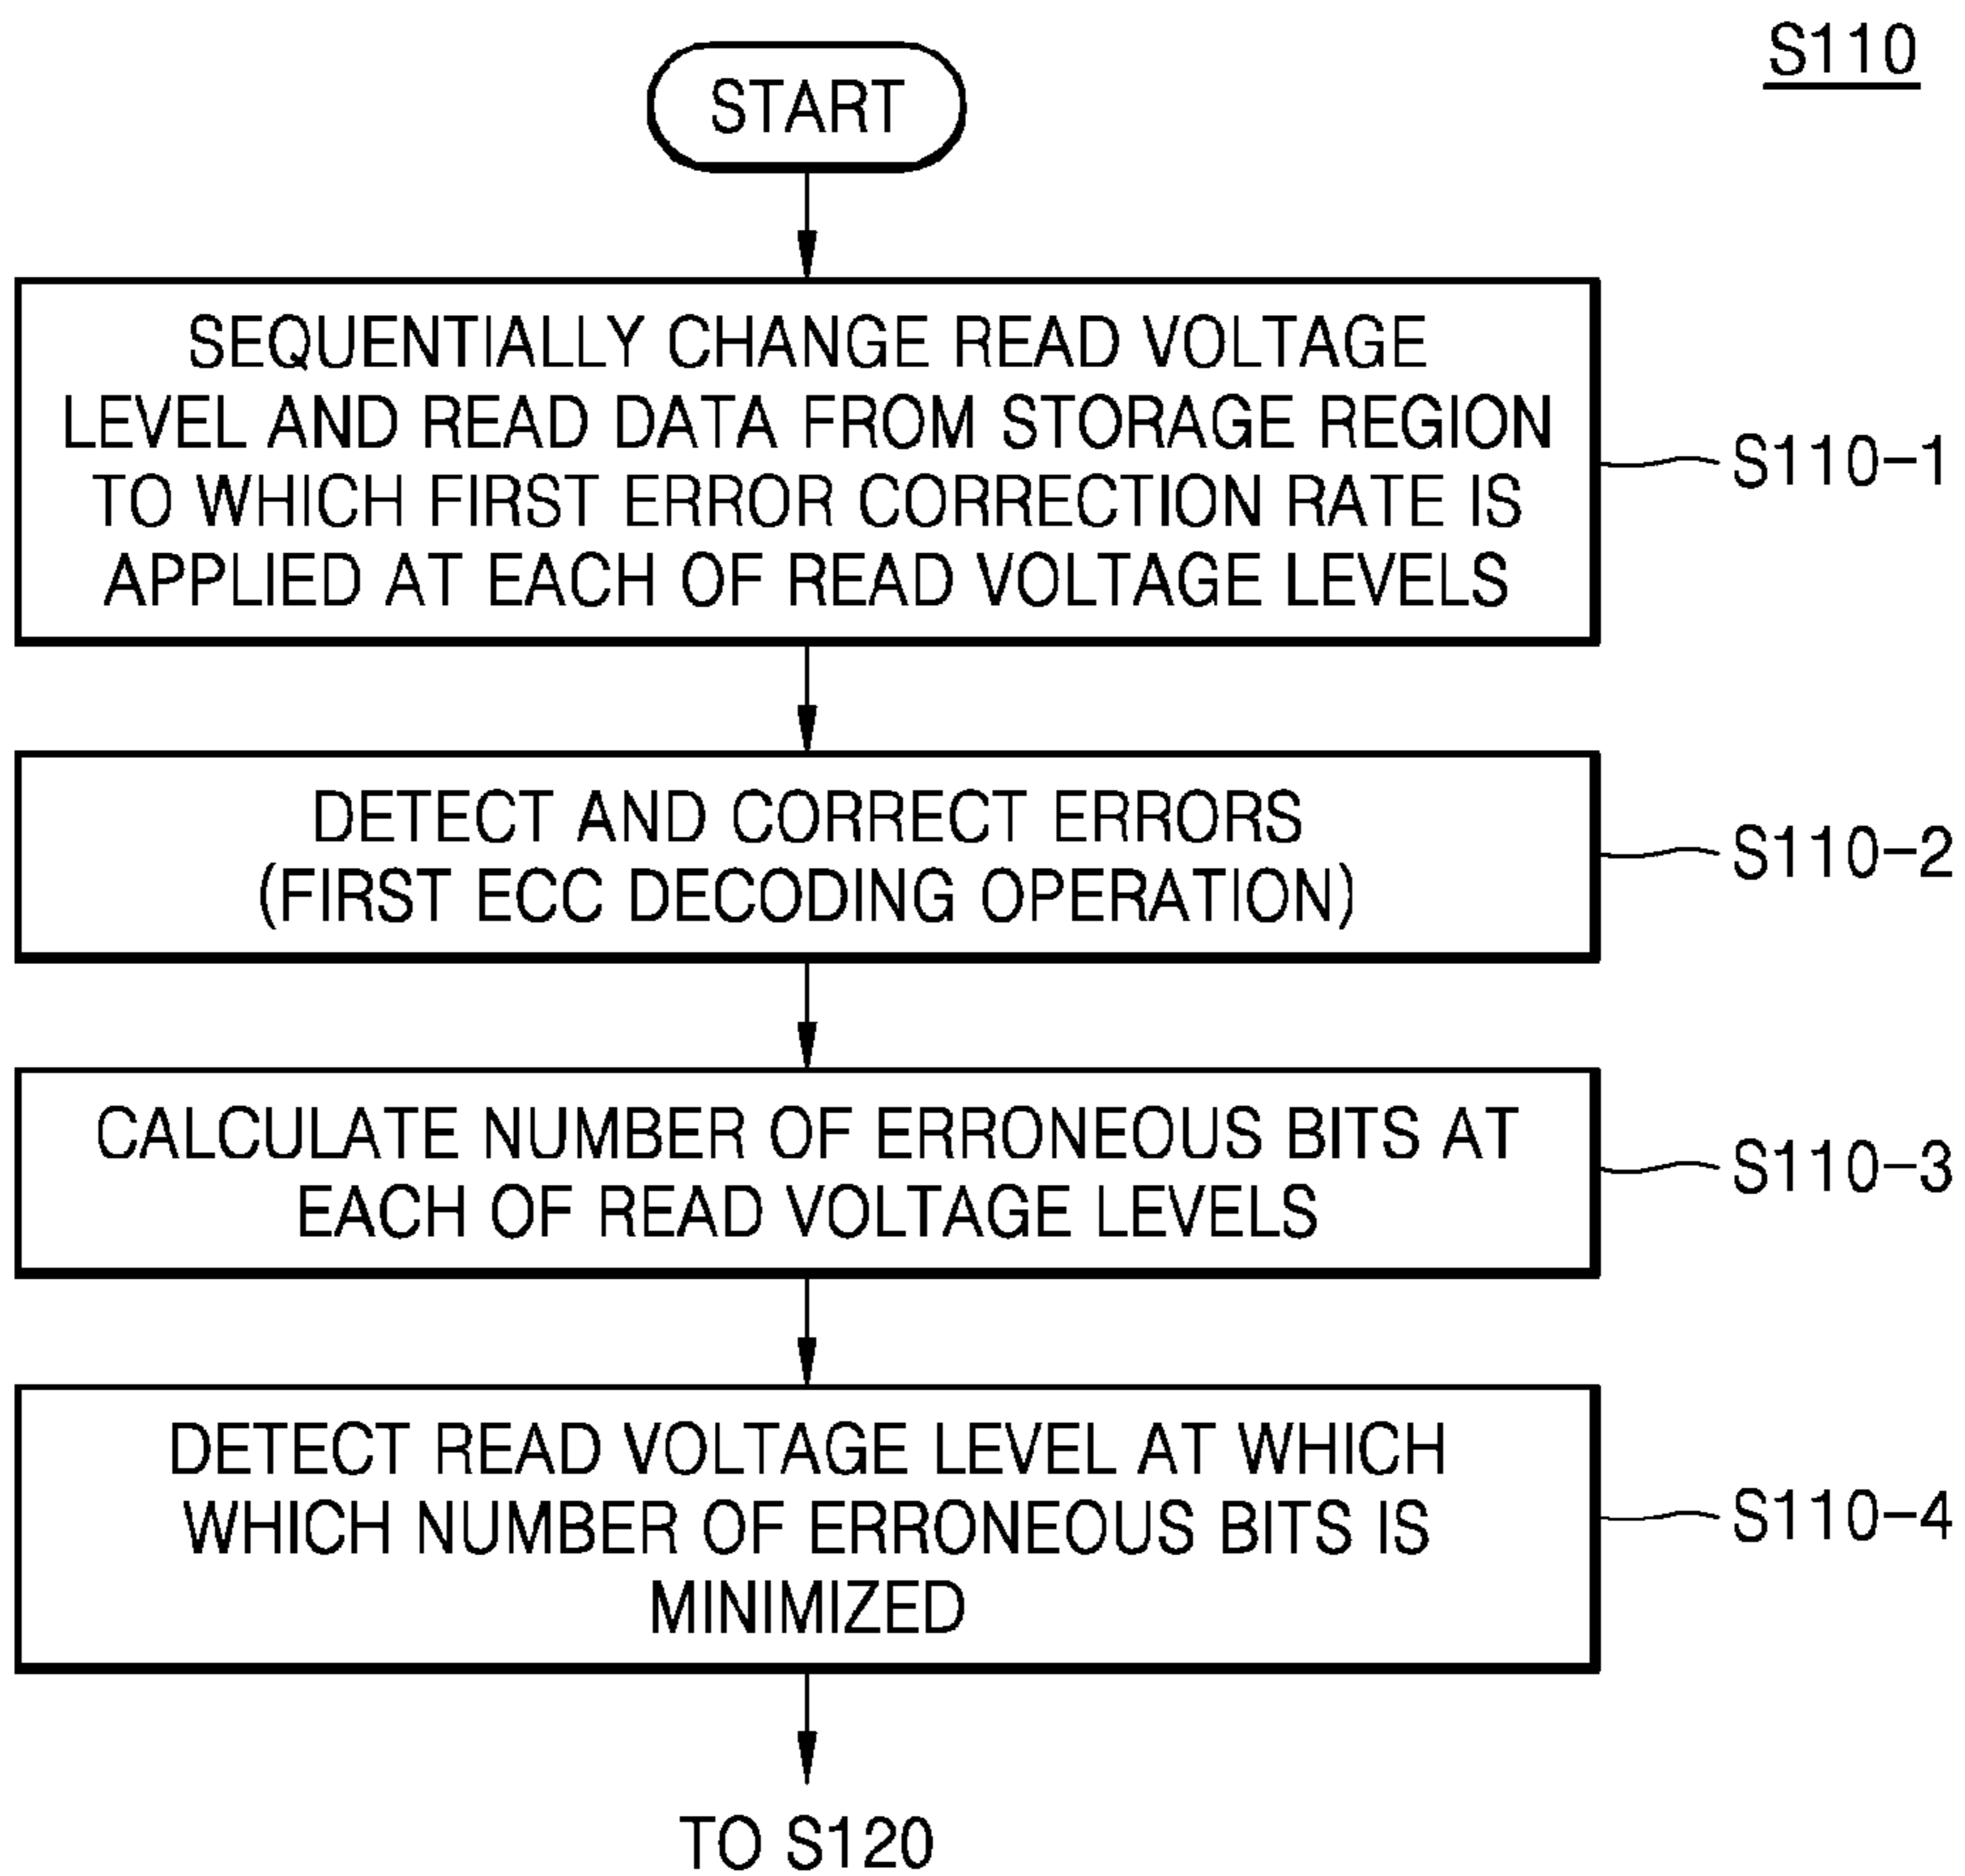 S110
START
SEQUENTIALLY CHANGE READ VOLTAGE
LEVEL AND READ DATA FROM STORAGE REGION
TO WHICH FIRST ERROR CORRECTION RATE IS
APPLIED AT EACH OF READ VOLTAGE LEVELS
S110-1
DETECT AND CORRECT ERRORS
(FIRST ECC DECODING OPERATION)
S110-2
CALCULATE NUMBER OF ERRONEOUS BITS AT
EACH OF READ VOLTAGE LEVELS
S110-3
DETECT READ VOLTAGE LEVEL AT WHICH
WHICH NUMBER OF ERRONEOUS BITS IS
MINIMIZED
S110-4
TO S120